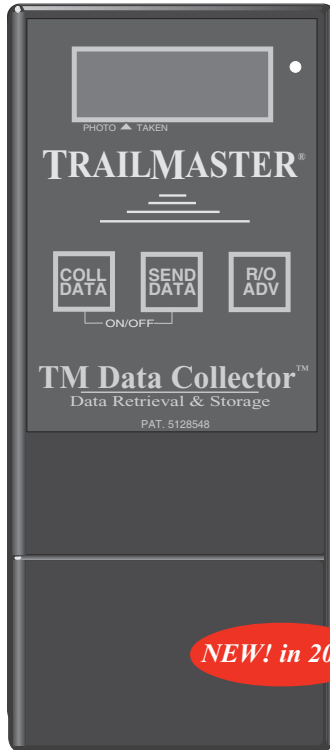 PHOTO ▲ TAKEN
TRAILMASTER®
COLL DATA
SEND DATA
R/O ADV
ON/OFF
TM Data Collector™
Data Retrieval & Storage
PAT. 5128548
NEW! in 20